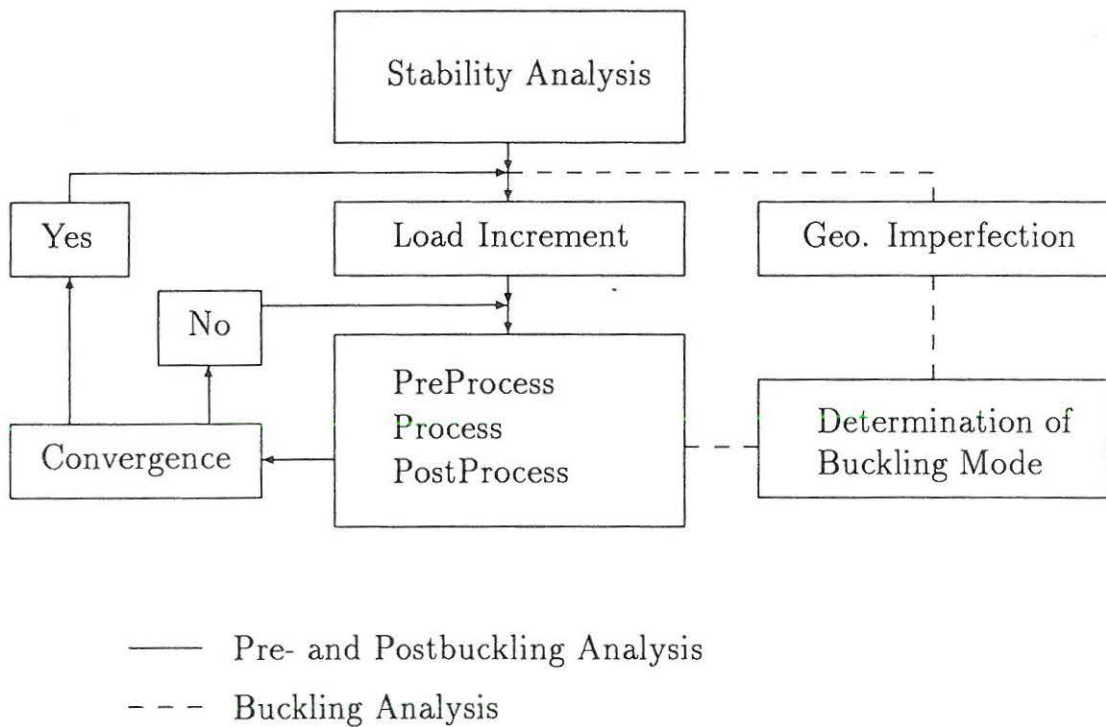 Stability Analysis
Yes
Load Increment
Geo. Imperfection
No
PreProcess
Process
PostProcess
Convergence
Determination of
Buckling Mode
Pre- and Postbuckling Analysis
Buckling Analysis